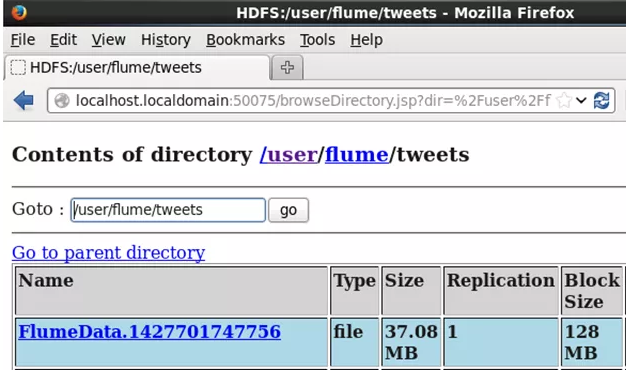 HDFS:/user/flume/tweets - Mozilla Firefox
File Edit View History Bookmarks Tools Help
HDFS:/user/flume/tweets
localhost.localdomain:50075/browseDirectory.jsp?dir=%2Fuser%2Ff
Contents of directory /user/flume/tweets
Goto : /user/flume/tweets go
Go to parent directory
Name Type Size Replication Block
Size
FlumeData.1427701747756 file 37.08 1 128
MB MB